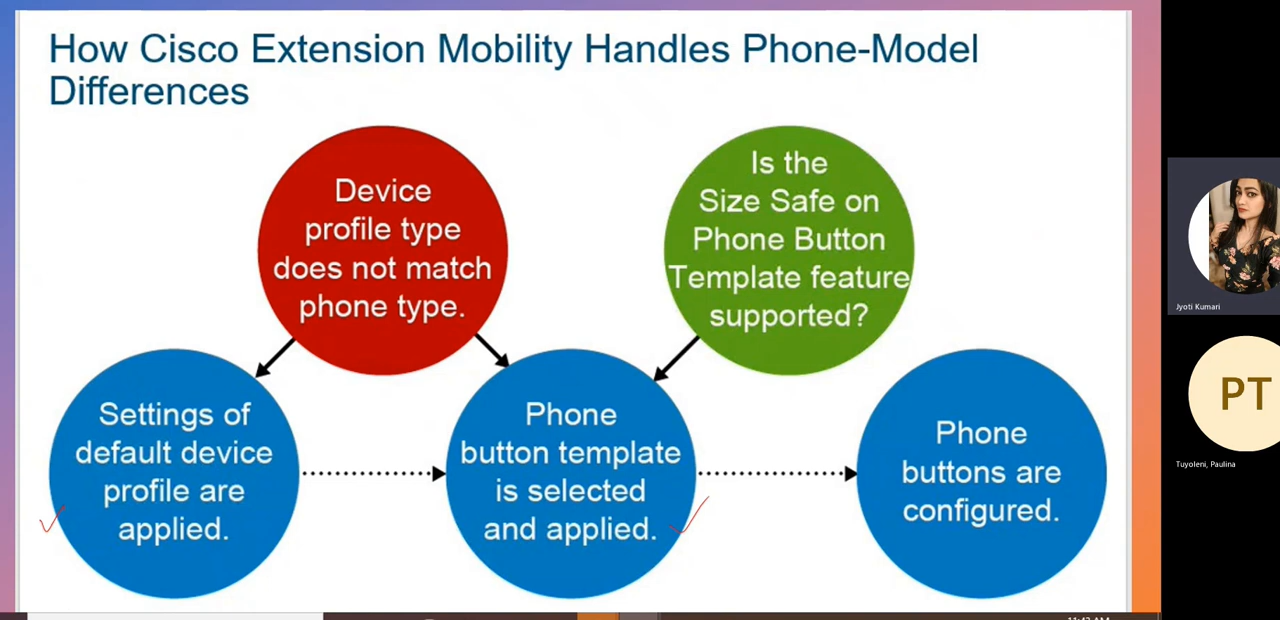 How Cisco Extension Mobility Handles Phone-Model
Differences
Device
profile type
does not match
phone type.
Is the
Size Safe on
Phone Button
Template feature
supported?
Settings of
default device
profile are
applied.
Phone
button template
is selected
and applied.
Phone
buttons are
configured.
Jyoti Kumari
PT
Tuyoleni, Paulina